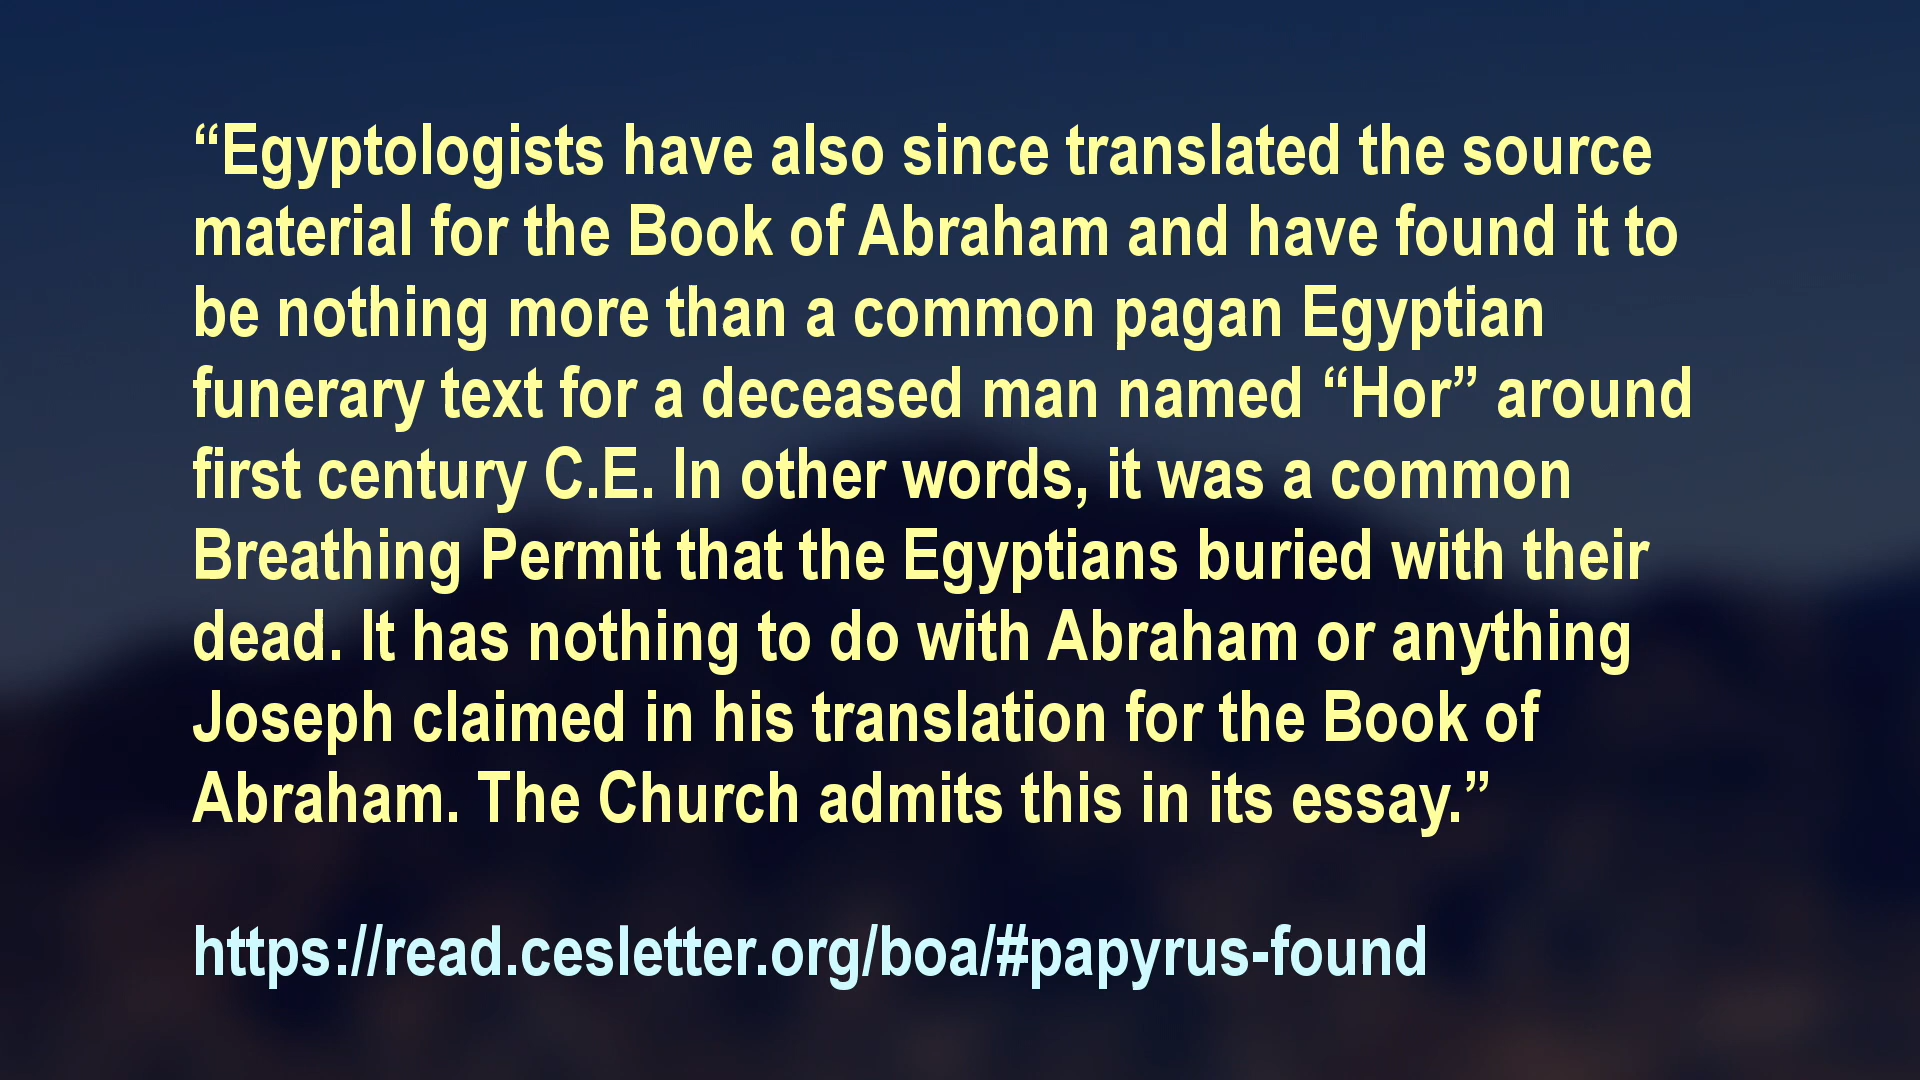 “Egyptologists have also since translated the source
material for the Book of Abraham and have found it to
be nothing more than a common pagan Egyptian
funerary text for a deceased man named “Hor” around
first century C.E. In other words, it was a common
Breathing Permit that the Egyptians buried with their
dead. It has nothing to do with Abraham or anything
Joseph claimed in his translation for the Book of
Abraham. The Church admits this in its essay.”
https://read.cesletter.org/boa/#papyrus-found